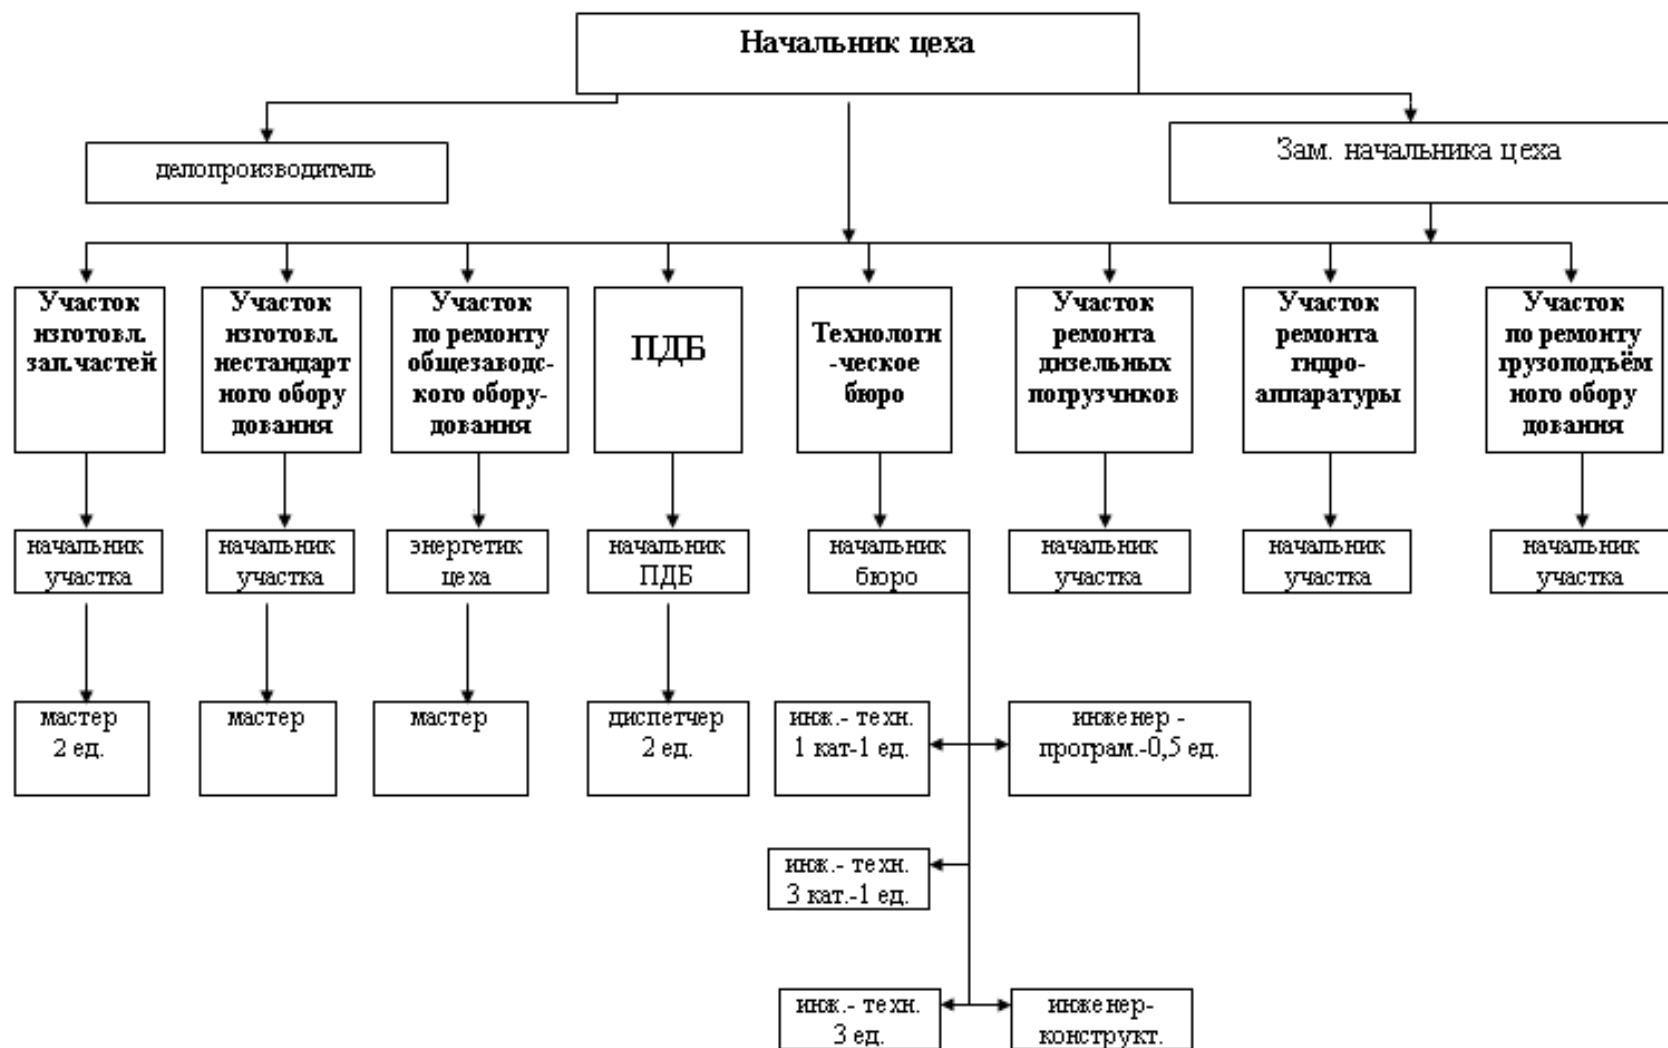 Начальник цеха
делопроизводитель
Зам. начальника цеха
Участок
изготовл.
зап.частей
Участок
изготовл.
нестандарт
ного обору
дования
Участок
по ремонту
общезаводс-
кого обору-
дования
ПДБ
Технологи
-ческое
бюро
Участок
ремонта
дизельных
погрузчиков
Участок
ремонта
гидро-
аппаратуры
Участок
по ремонту
грузоподъём
ного обору
дования
начальник
участка
начальник
участка
энергетик
цеха
начальник
ПДБ
начальник
бюро
начальник
участка
начальник
участка
начальник
участка
мастер
2 ед.
мастер
мастер
диспетчер
2 ед.
инж.- техн.
1 кат-1 ед.
инженер -
програм.-0,5 ед.
инж.- техн.
3 кат.-1 ед.
инж.- техн.
3 ед.
инженер-
конструкт.